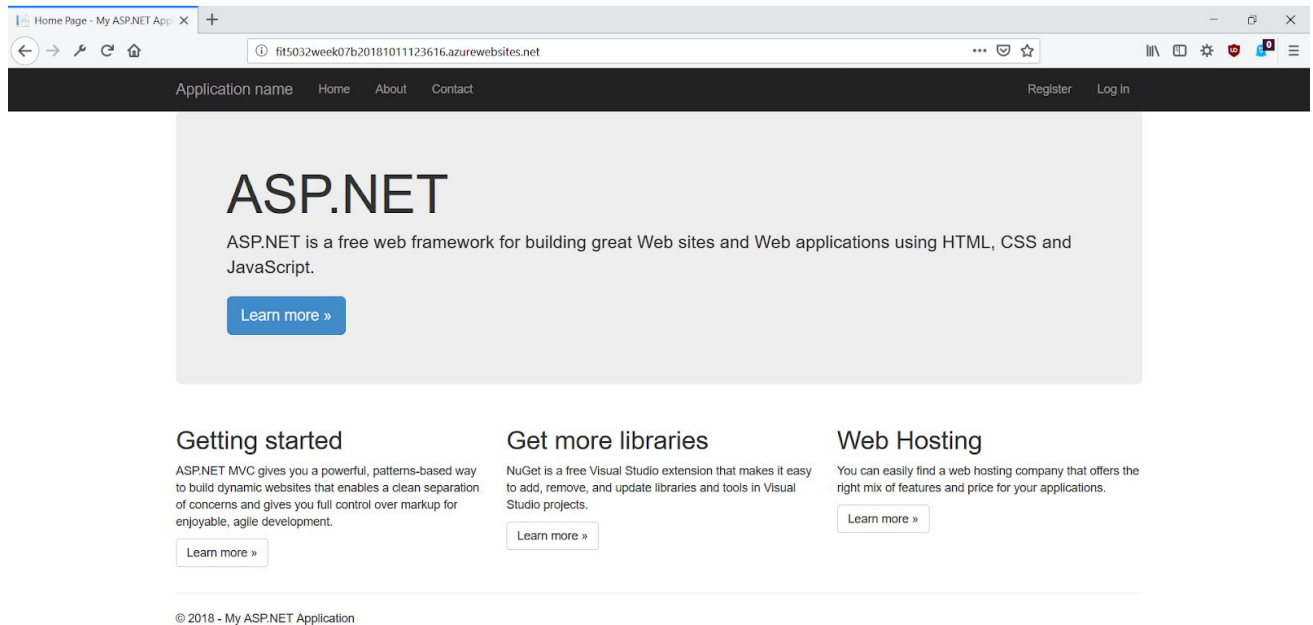 Home Page - My ASP.NET App
fit5032week07b20181011123616.azurewebsites.net
0
Application name Home About Contact Register Log in
ASP.NET
ASP.NET is a free web framework for building great Web sites and Web applications using HTML, CSS and
JavaScript.
Learn more »
Getting started
ASP.NET MVC gives you a powerful, patterns-based way
to build dynamic websites that enables a clean separation
of concerns and gives you full control over markup for
enjoyable, agile development.
Learn more »
Get more libraries
NuGet is a free Visual Studio extension that makes it easy
to add, remove, and update libraries and tools in Visual
Studio projects.
Learn more »
Web Hosting
You can easily find a web hosting company that offers the
right mix of features and price for your applications.
Learn more »
© 2018 - My ASP.NET Application